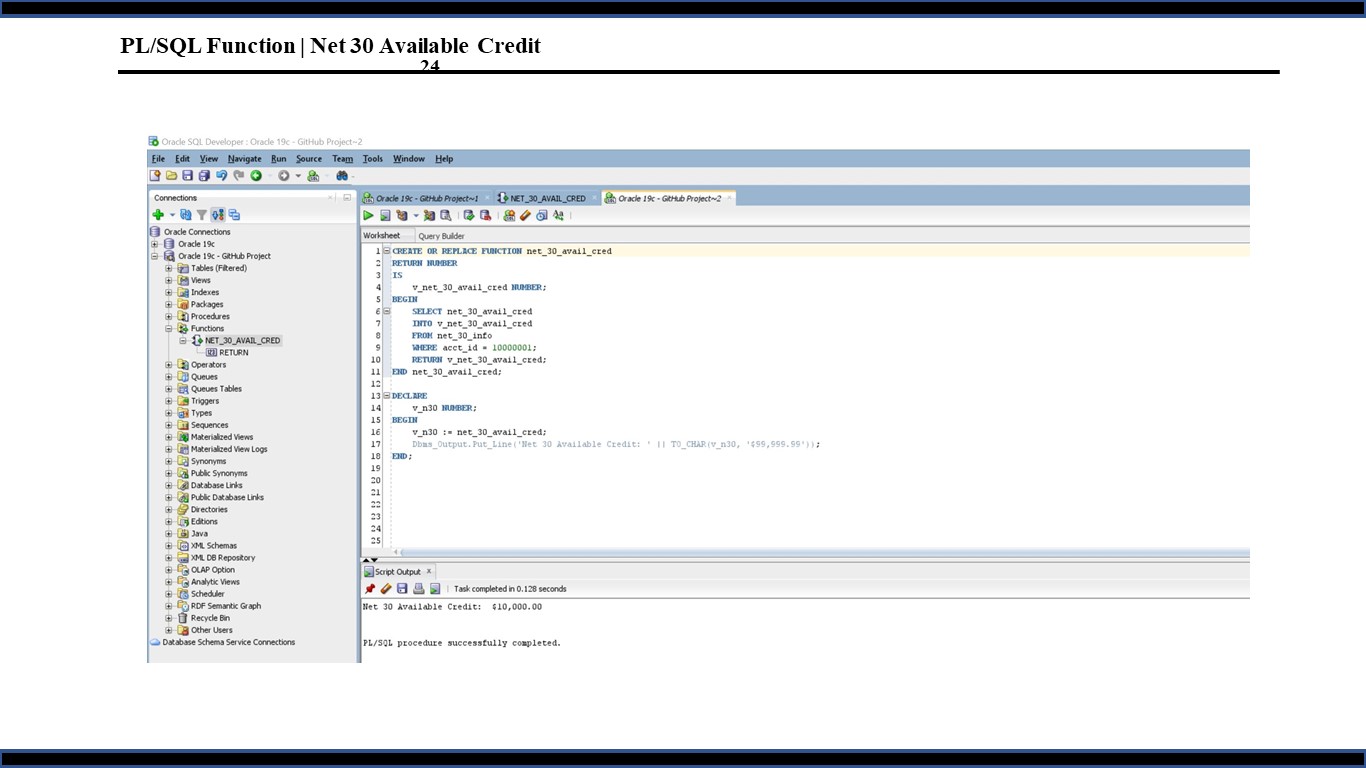 PL/SQL Function | Net 30 Available Credit
24
Oracle SQL Developer : Oracle 19c - GitHub Project~2
File Edit View Navigate Run Source Team Tools Window Help
Connections
Oracle Connections
Oracle 19c
Oracle 19c - GitHub Project
Tables (Filtered)
Views
Indexes
Packages
Procedures
Functions
NET_30_AVAIL_CRED
RETURN
Operators
Queues
Queues Tables
Triggers
Types
Sequences
Materialized Views
Materialized View Logs
Synonyms
Public Synonyms
Database Links
Public Database Links
Directories
Editions
Java
XML Schemas
XML DB Repository
OLAP Option
Analytic Views
Scheduler
RDF Semantic Graph
Recycle Bin
Other Users
Database Schema Service Connections
Oracle 19c - GitHub Project~1 NET_30_AVAIL_CRED Oracle 19c - GitHub Project~2
Worksheet Query Builder
1 CREATE OR REPLACE FUNCTION net_30_avail_cred
2 RETURN NUMBER
3 IS
4 v_net_30_avail_cred NUMBER;
5 BEGIN
6 SELECT net_30_avail_cred
7 INTO v_net_30_avail_cred
8 FROM net_30_info
9 WHERE acct_id = 10000001;
10 RETURN v_net_30_avail_cred;
11 END net_30_avail_cred;
12
13 DECLARE
14 v_n30 NUMBER;
15 BEGIN
16 v_n30 := net_30_avail_cred;
17 Dbms_Output.Put_Line('Net 30 Available Credit: ' || TO_CHAR(v_n30, '$99,999.99'));
18 END;
19
20
21
22
23
24
25
Script Output
Task completed in 0.128 seconds
Net 30 Available Credit: $10,000.00
PL/SQL procedure successfully completed.